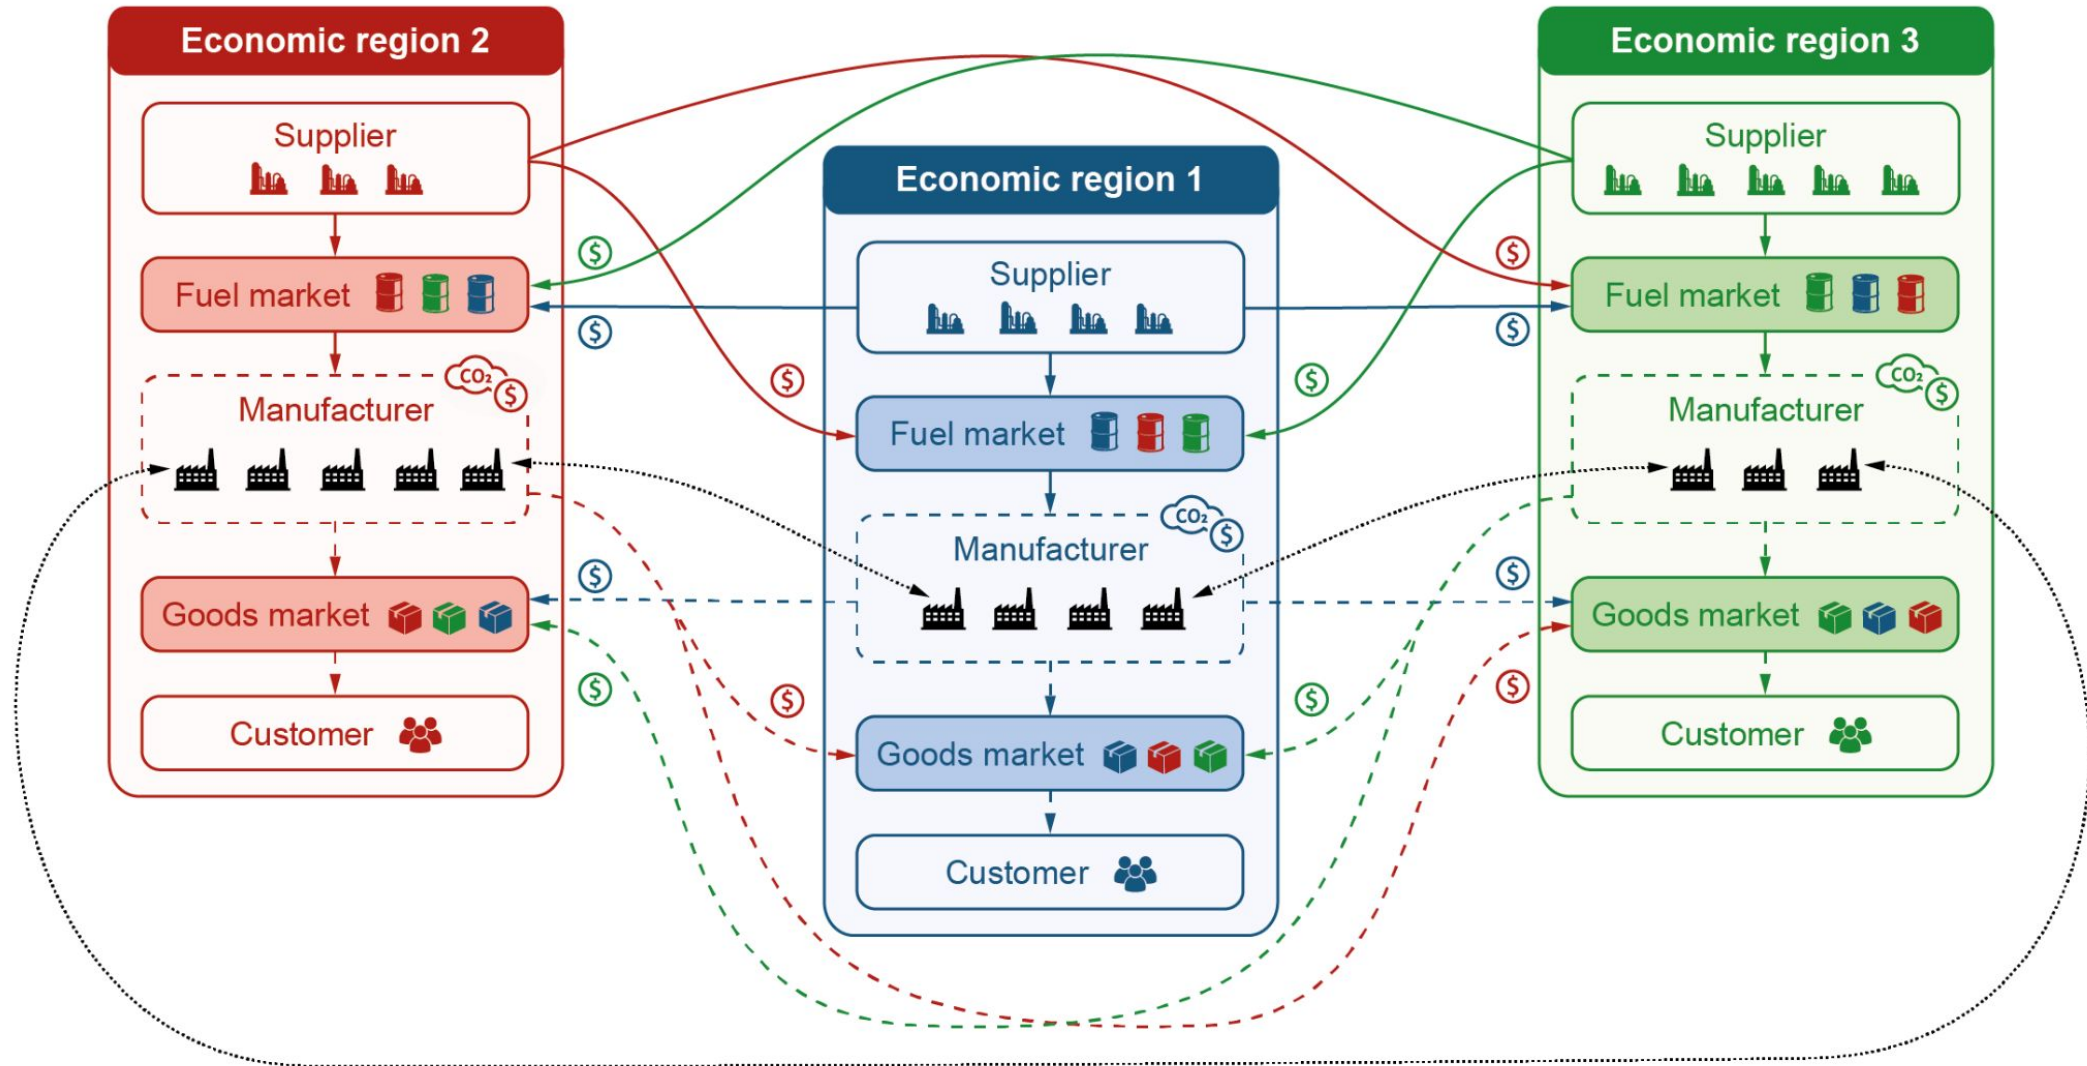 Economic region 2
Supplier
Fuel market
$
$
CO₂
$
Manufacturer
Goods market
$
$
Customer
Economic region 1
Supplier
$
$
Fuel market
CO₂
$
Manufacturer
$
$
Goods market
Customer
Economic region 3
Supplier
$
Fuel market
$
CO₂
$
Manufacturer
$
Goods market
$
Customer